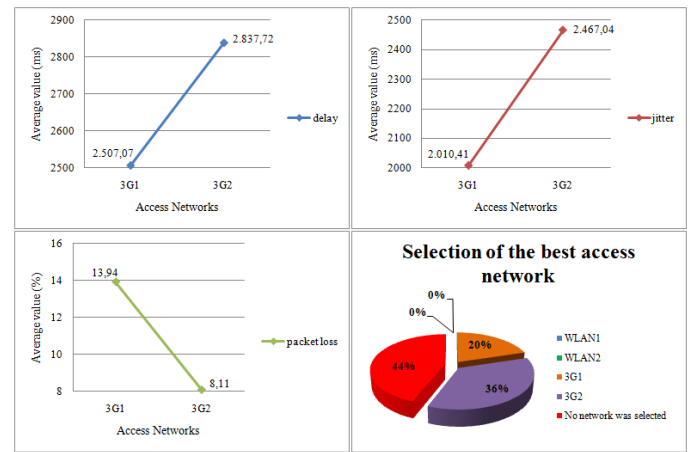 2900
2800
2700
2600
2500
Average value (ms)
2.837,72
2.507,07
3G1
3G2
Access Networks
delay
2500
2400
2300
2200
2100
2000
Average value (ms)
2.467,04
2.010,41
3G1
3G2
Access Networks
jitter
16
14
12
10
8
Average value (%)
13,94
8,11
3G1
3G2
Access Networks
packet loss
Selection of the best access
network
0%
0%
20%
44%
36%
WLAN1
WLAN2
3G1
3G2
No network was selected